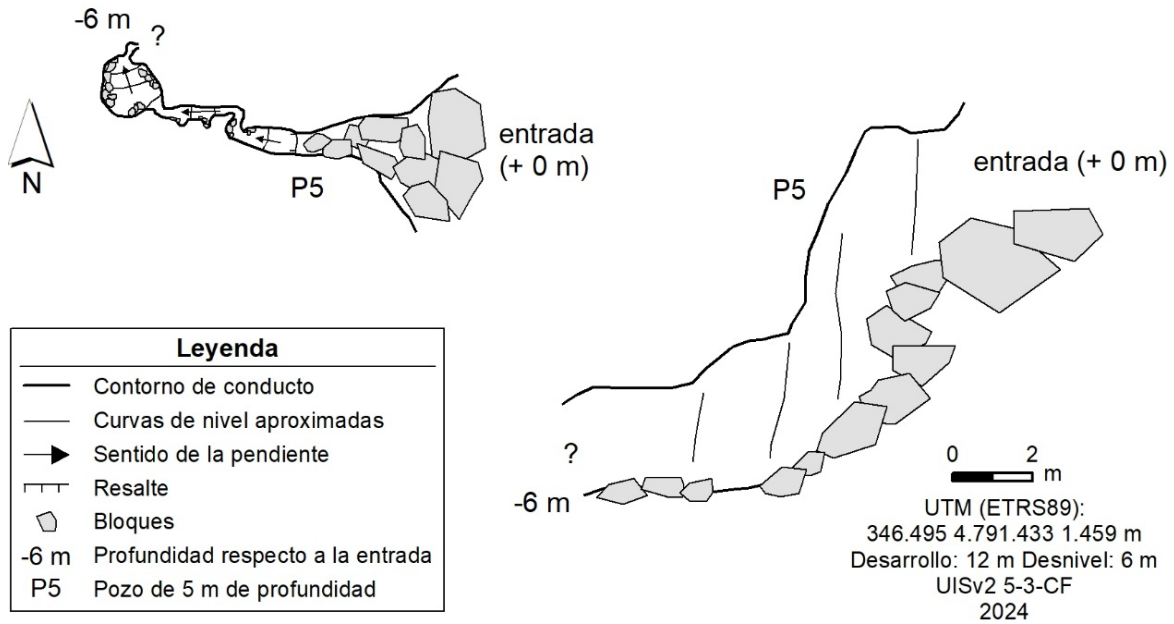 -6 m
?
N
P5
entrada
(+ 0 m)
P5
entrada (+ 0 m)
?
-6 m
0 2
m
UTM (ETRS89):
346.495 4.791.433 1.459 m
Desarrollo: 12 m Desnivel: 6 m
UISv2 5-3-CF
2024
Leyenda
Contorno de conducto
Curvas de nivel aproximadas
Sentido de la pendiente
Resalte
Bloques
-6 m Profundidad respecto a la entrada
P5 Pozo de 5 m de profundidad